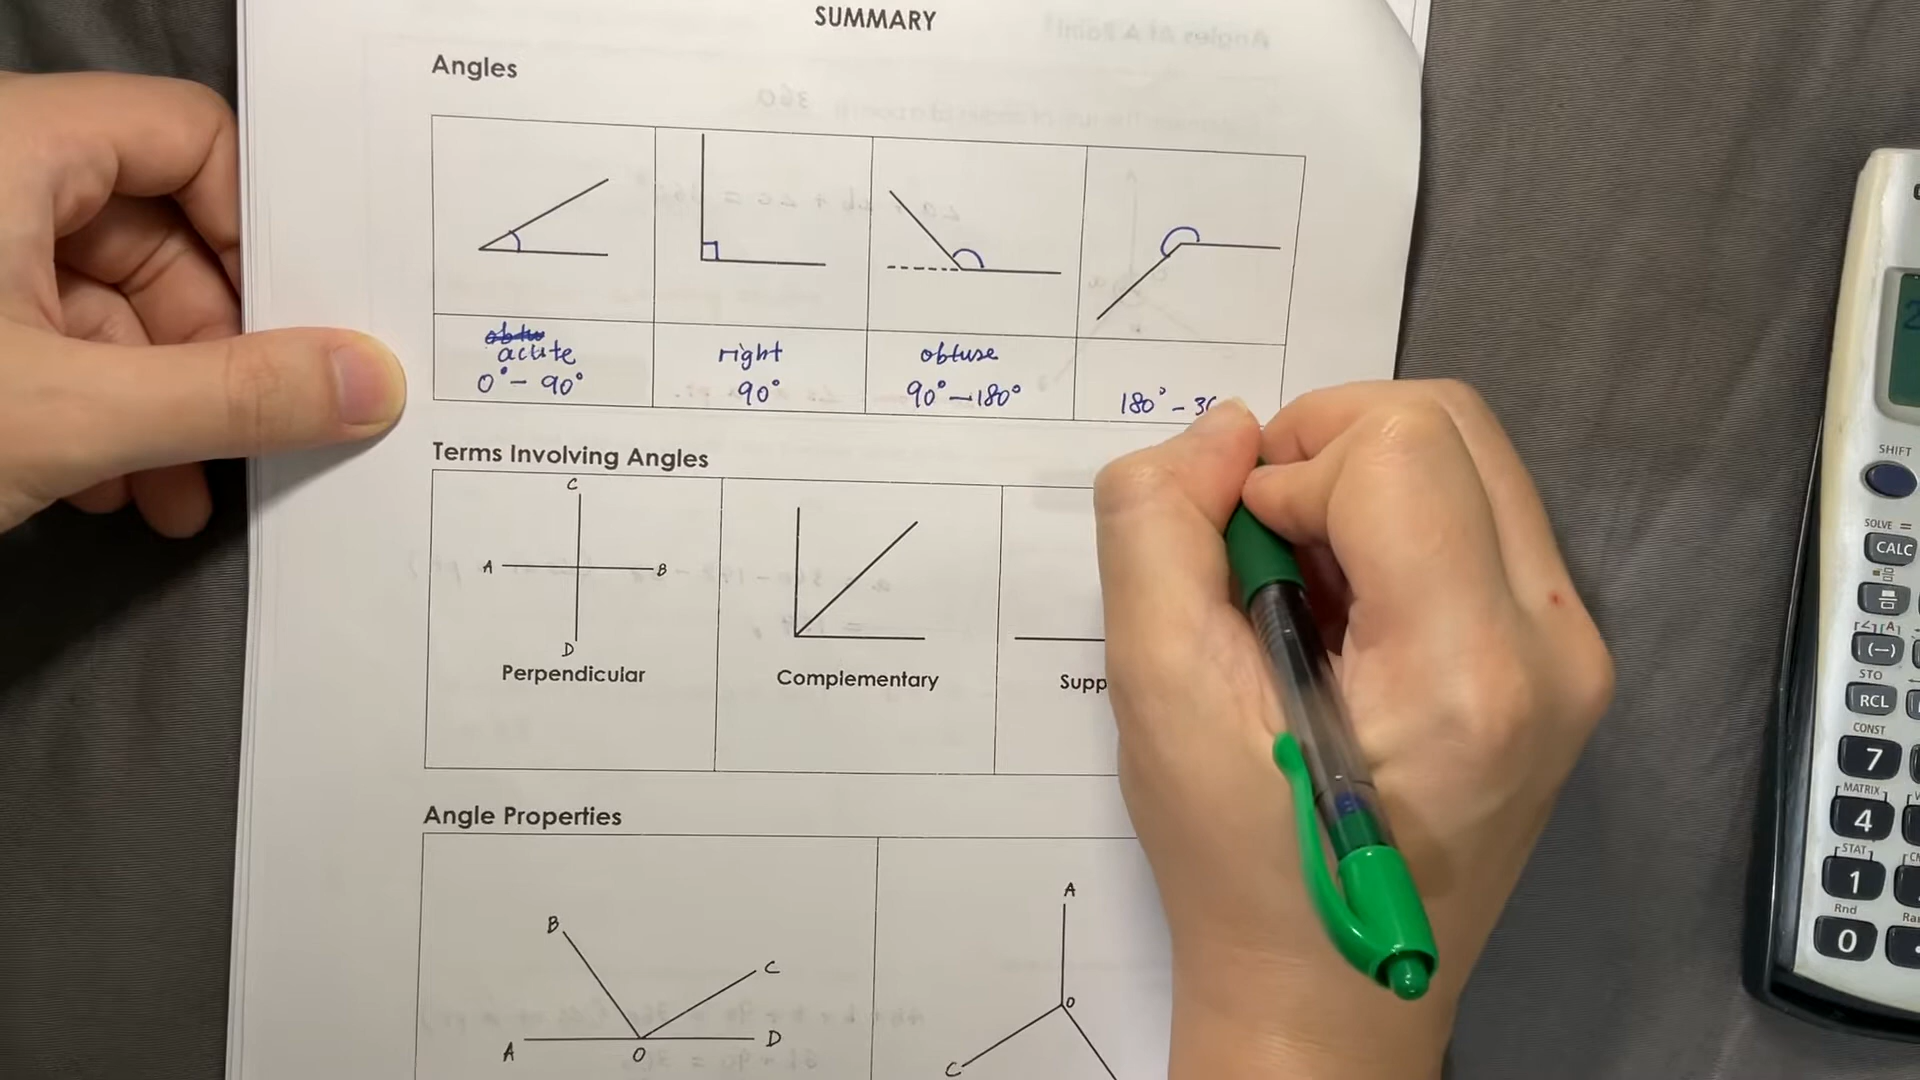 SUMMARY
Angles
acute
0° - 90°
right
90°
obtuse
90° - 180°
180° - 3
Terms Involving Angles
C
A
B
D
Perpendicular
Complementary
Supp
Angle Properties
B
C
A
O
D
A
O
C
SHIFT
SOLVE =
CALC
STO
RCL
CONST
7
MATRIX
4
STAT
1
Rnd
0
(-)
2